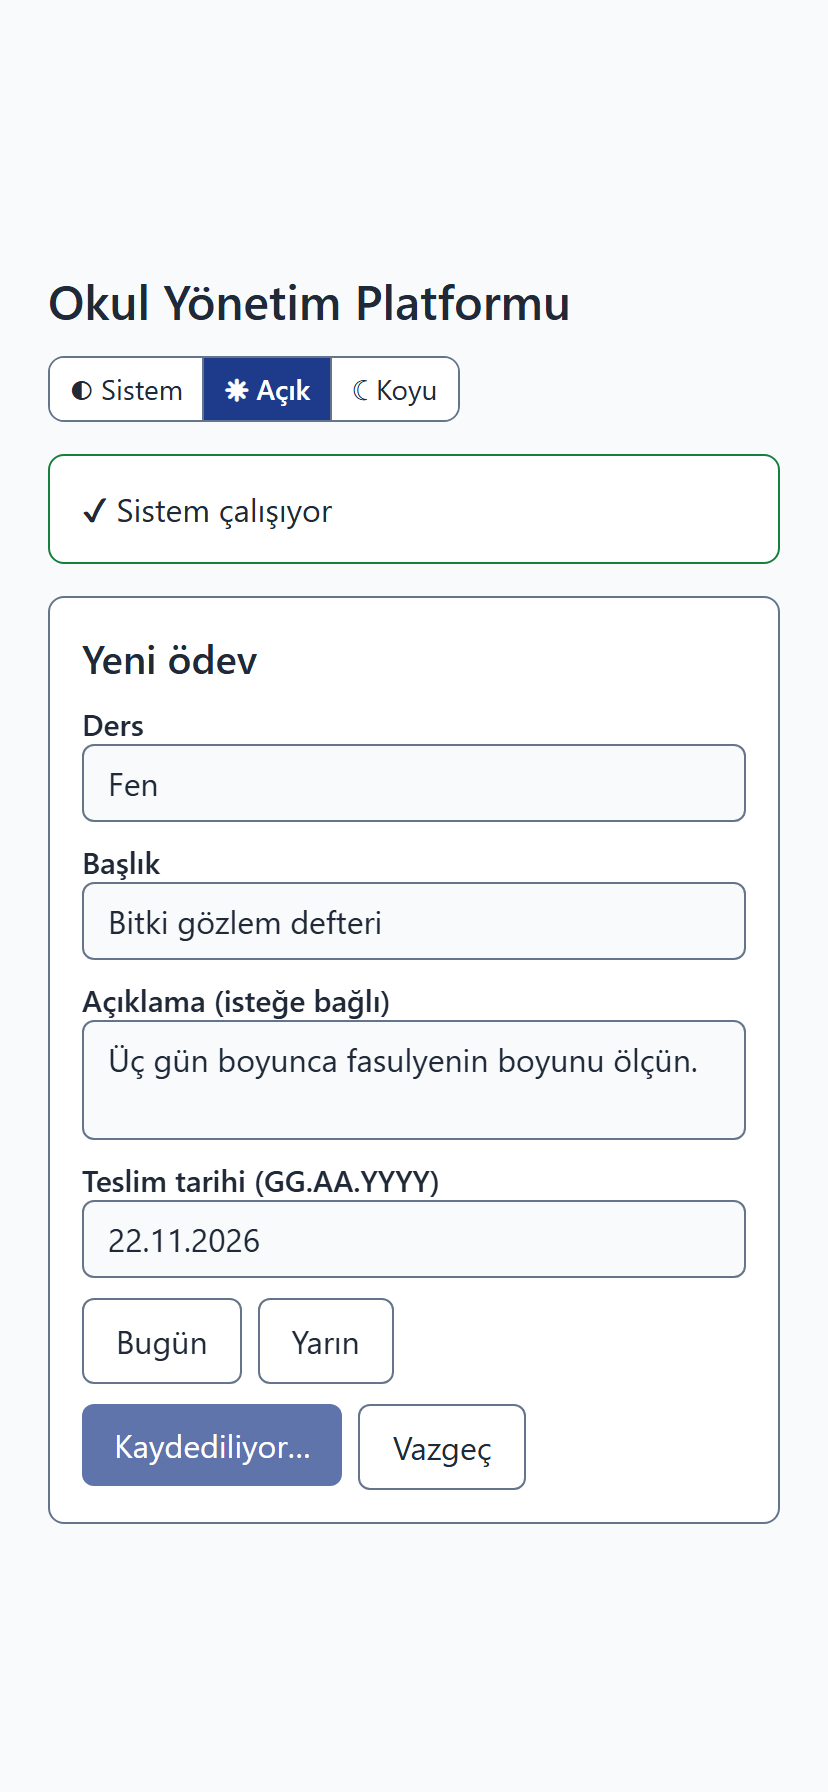 Okul Yönetim Platformu
◐ Sistem ✱ Açık ☾ Koyu
✓ Sistem çalışıyor
Yeni ödev
Ders
Fen
Başlık
Bitki gözlem defteri
Açıklama (isteğe bağlı)
Üç gün boyunca fasulyenin boyunu ölçün.
Teslim tarihi (GG.AA.YYYY)
22.11.2026
Bugün Yarın
Kaydediliyor... Vazgeç